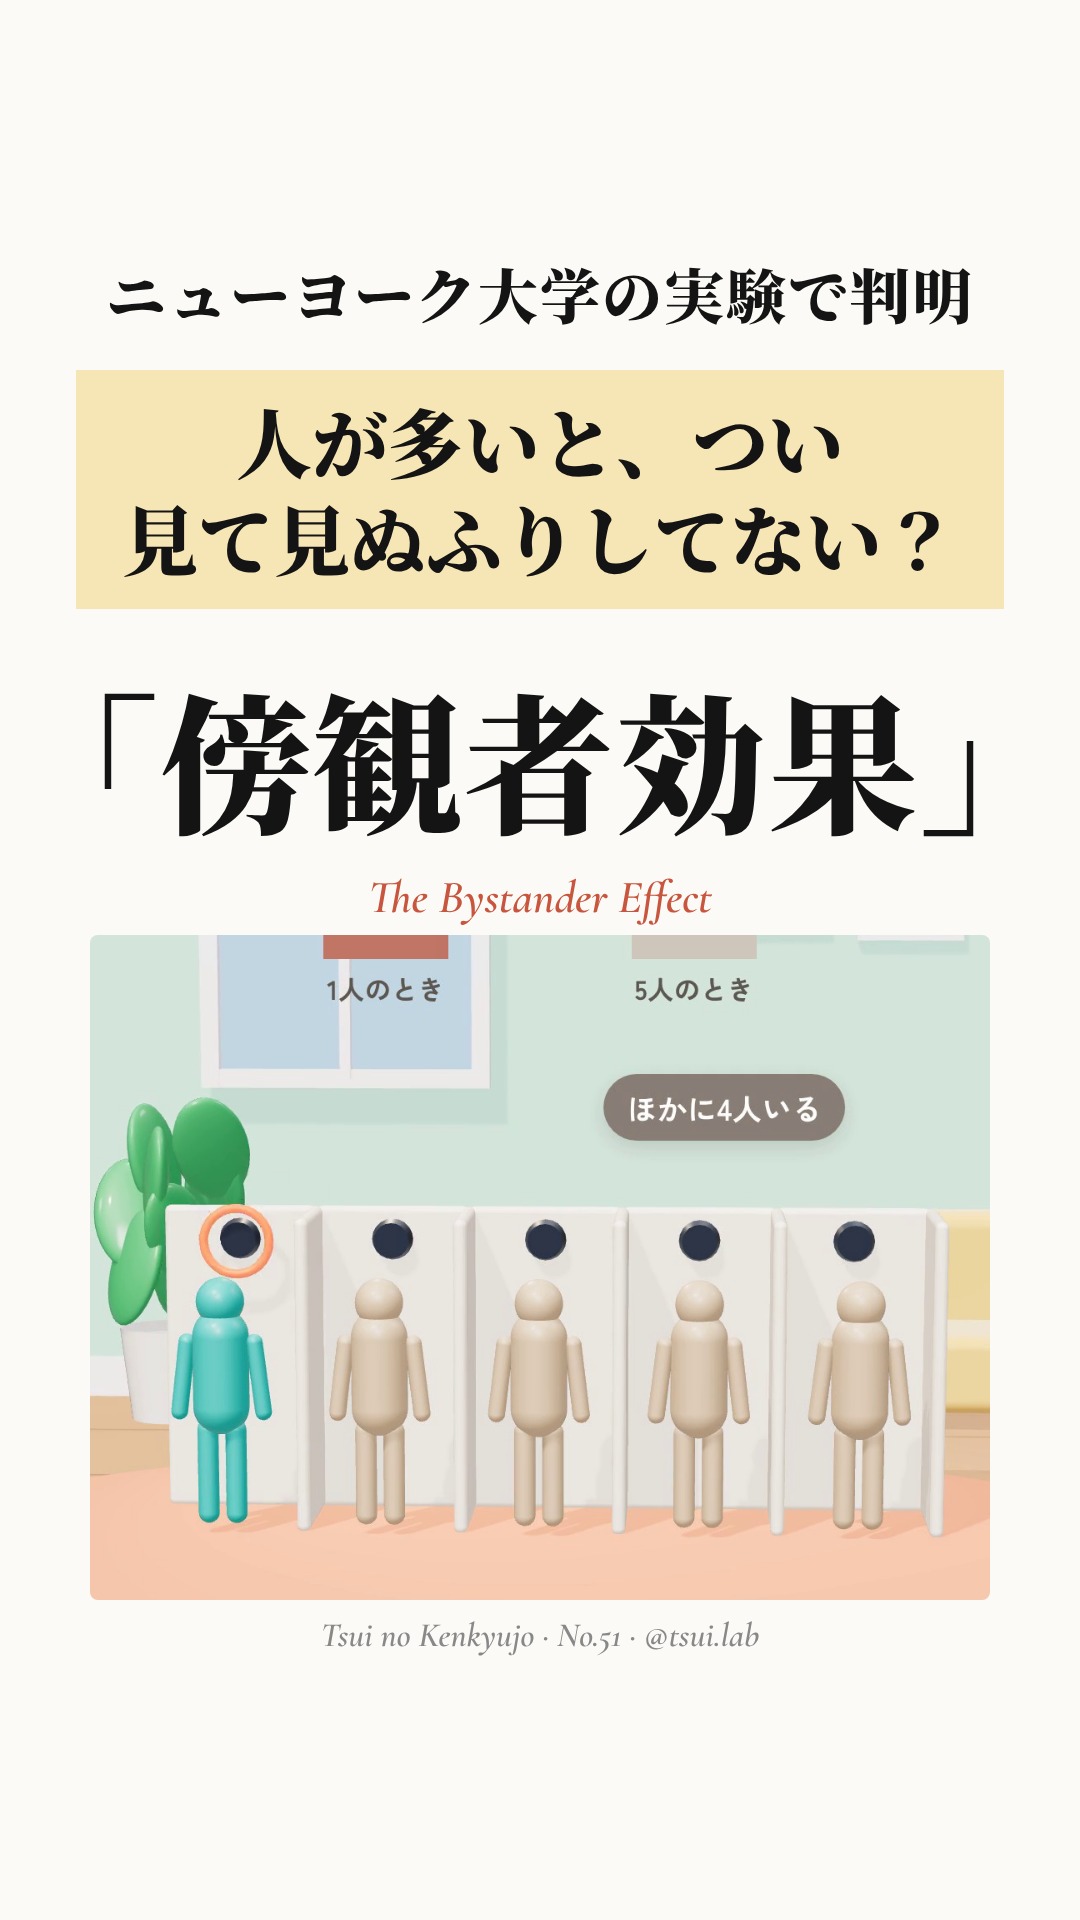 ニューヨーク大学の実験で判明
人が多いと、つい
見て見ぬふりしてない？
「傍観者効果」
The Bystander Effect
1人のとき
5人のとき
ほかに4人いる
Tsui no Kenkyujo · No.51 · @tsui.lab